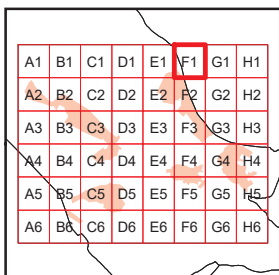 A1 B1 C1 D1 E1 F1 G1 H1
A2 B2 C2 D2 E2 F2 G2 H2
A3 B3 C3 D3 E3 F3 G3 H3
A4 B4 C4 D4 E4 F4 G4 H4
A5 B5 C5 D5 E5 F5 G5 H5
A6 B6 C6 D6 E6 F6 G6 H6